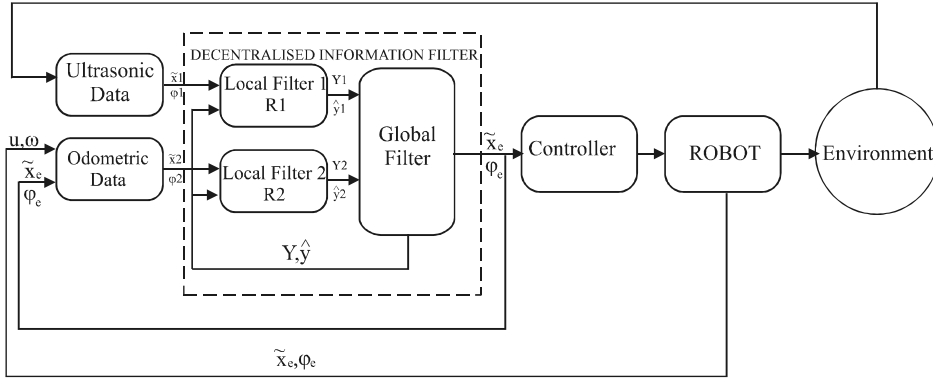 DECENTRALISED INFORMATION FILTER
Ultrasonic
Data
x̃1
φ1
Local Filter 1
R1
Y1
ŷ1
Global
Filter
u,ω
x̃e
φe
Odometric
Data
x̃2
φ2
Local Filter 2
R2
Y2
ŷ2
Y,ŷ
x̃e
φe
Controller
ROBOT
Environment
x̃e,φe